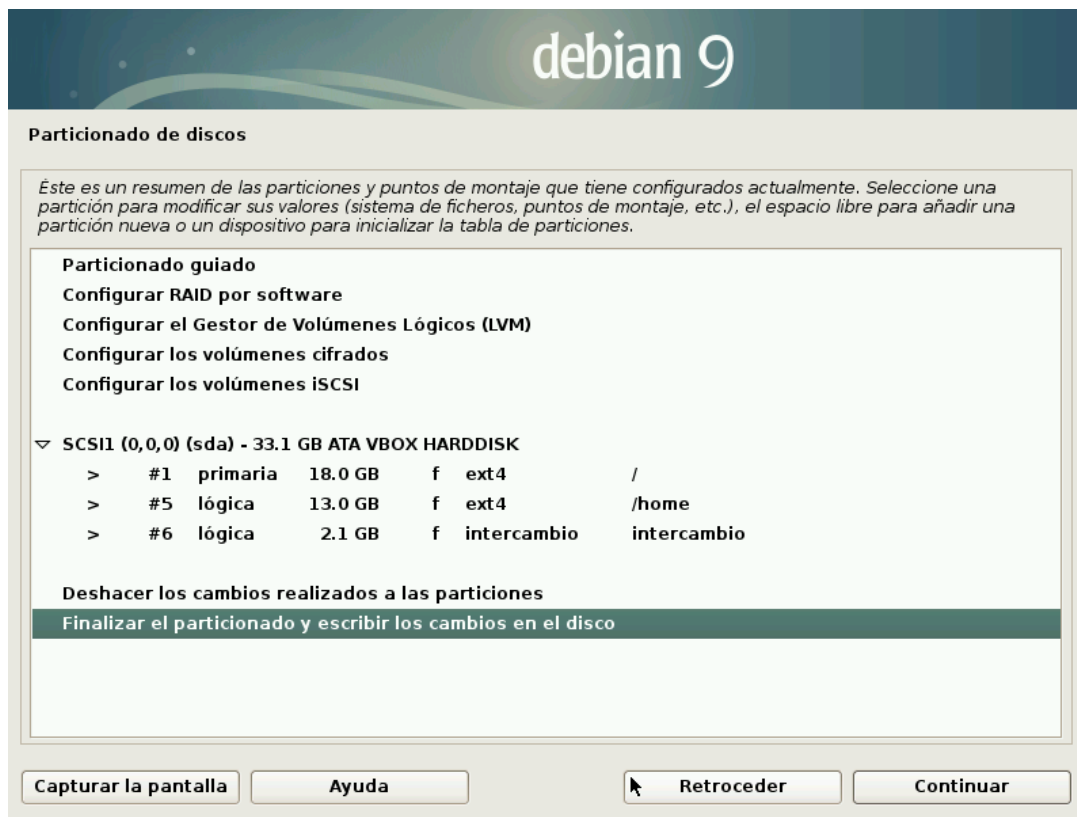 debian 9
Particionado de discos
Éste es un resumen de las particiones y puntos de montaje que tiene configurados actualmente. Seleccione una
partición para modificar sus valores (sistema de ficheros, puntos de montaje, etc.), el espacio libre para añadir una
partición nueva o un dispositivo para inicializar la tabla de particiones.
Particionado guiado
Configurar RAID por software
Configurar el Gestor de Volúmenes Lógicos (LVM)
Configurar los volúmenes cifrados
Configurar los volúmenes iSCSI
SCSI1 (0,0,0) (sda) - 33.1 GB ATA VBOX HARDDISK
> #1 primaria 18.0 GB f ext4 /
> #5 lógica 13.0 GB f ext4 /home
> #6 lógica 2.1 GB f intercambio intercambio
Deshacer los cambios realizados a las particiones
Finalizar el particionado y escribir los cambios en el disco
Capturar la pantalla Ayuda Retroceder Continuar